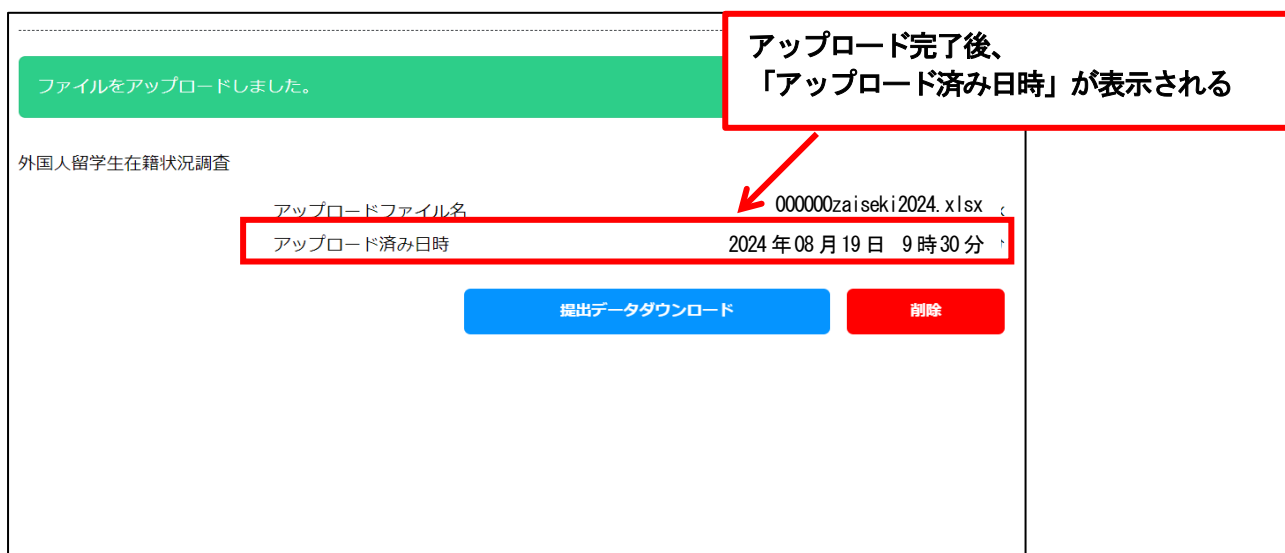 アップロード完了後、
「アップロード済み日時」が表示される
ファイルをアップロードしました。
外国人留学生在籍状況調査
アップロードファイル名 000000zaiseki2024.xlsx
アップロード済み日時 2024年08月19日 9時30分
提出データダウンロード 削除